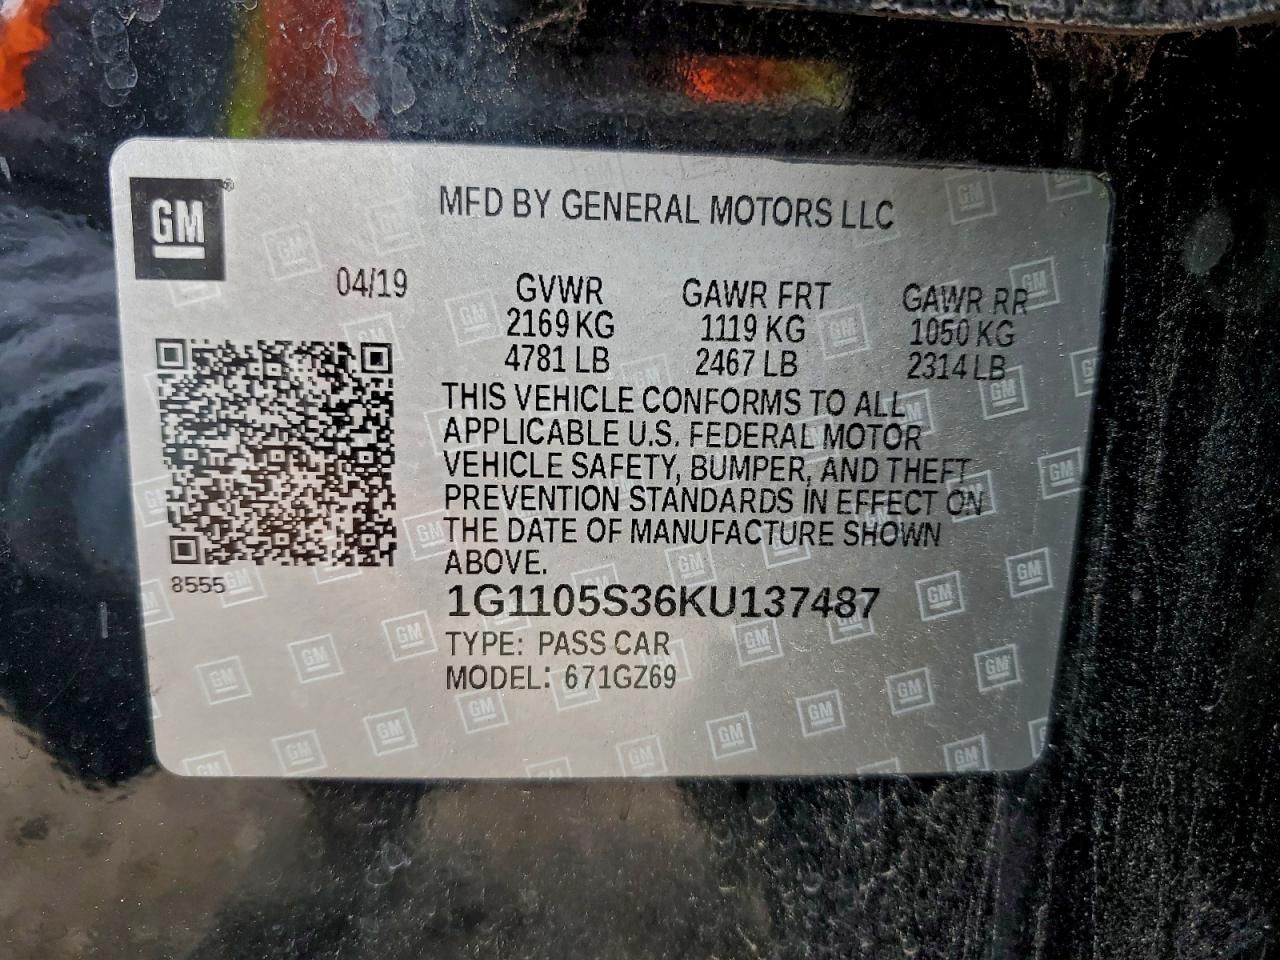 GM
MFD BY GENERAL MOTORS LLC
04/19
GVWR GAWR FRT GAWR RR
2169 KG 1119 KG 1050 KG
4781 LB 2467 LB 2314 LB
THIS VEHICLE CONFORMS TO ALL
APPLICABLE U.S. FEDERAL MOTOR
VEHICLE SAFETY, BUMPER, AND THEFT
PREVENTION STANDARDS IN EFFECT ON
THE DATE OF MANUFACTURE SHOWN
ABOVE.
8555
1G1105S36KU137487
TYPE: PASS CAR
MODEL: 671GZ69